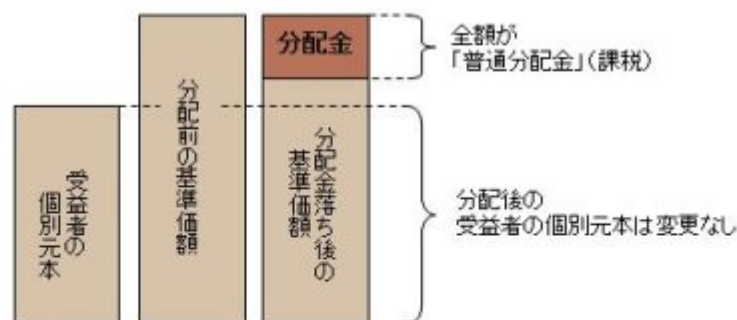 受益者の
個別元本
分配前の基準価額
分配金
分配金落ち後の
基準価額
全額が
「普通分配金」(課税)
分配後の
受益者の個別元本は変更なし